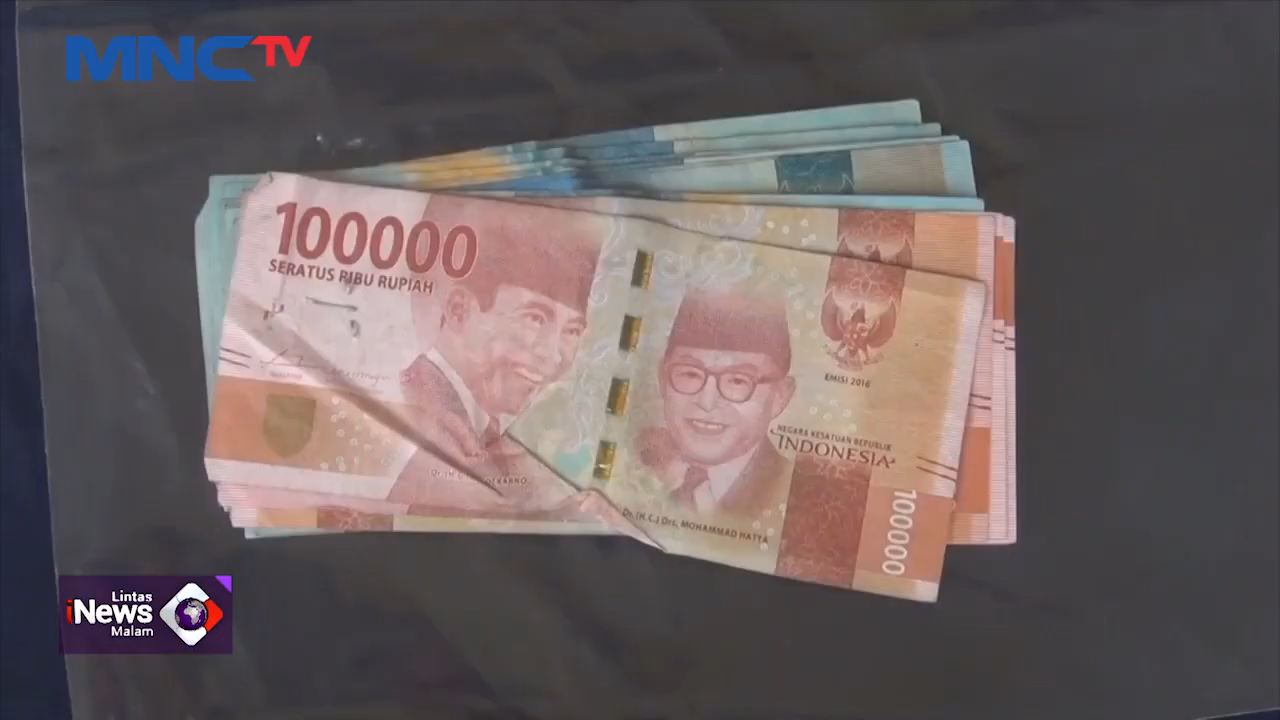 MNCTV
100000
SERATUS RIBU RUPIAH
EMISI 2016
NEGARA KESATUAN REPUBLIK
INDONESIA
Dr. (H.C.) Drs. MOHAMMAD HATTA
100000
Lintas
iNews
Malam